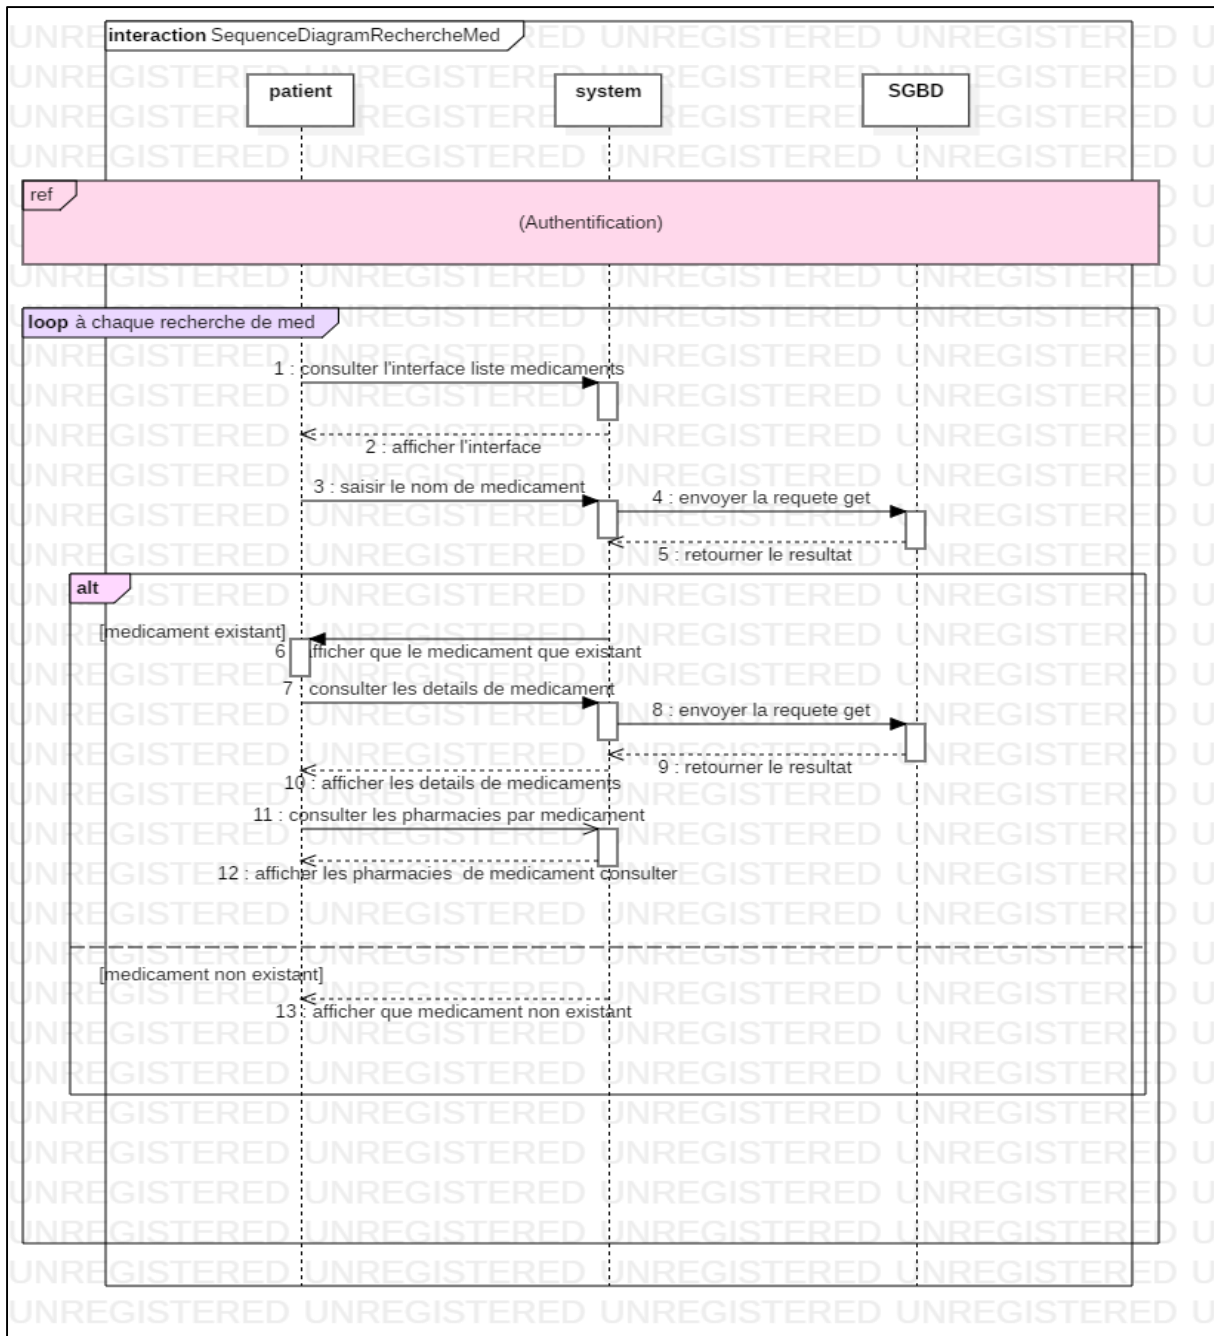 interaction SequenceDiagramRechercheMed
patient
system
SGBD
ref
(Authentification)
loop à chaque recherche de med
1 : consulter l'interface liste medicaments
2 : afficher l'interface
3 : saisir le nom de medicament
4 : envoyer la requete get
5 : retourner le resultat
alt
[medicament existant]
6 fficher que le medicament que existant
7 : consulter les details de medicament
8 : envoyer la requete get
9 : retourner le resultat
10 : afficher les details de medicaments
11 : consulter les pharmacies par medicament
12 : afficher les pharmacies de medicament consulter
[medicament non existant]
13 : afficher que medicament non existant
UNREGISTERED